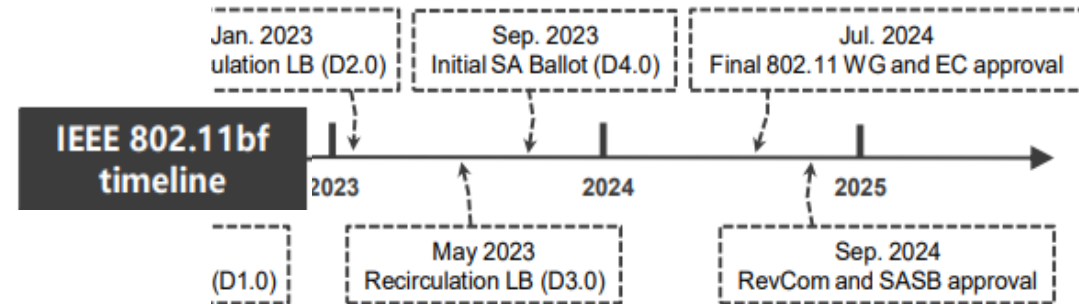 Jan. 2023
ulation LB (D2.0)
Sep. 2023
Initial SA Ballot (D4.0)
Jul. 2024
Final 802.11 WG and EC approval
IEEE 802.11bf
timeline
2023
2024
2025
(D1.0)
May 2023
Recirculation LB (D3.0)
Sep. 2024
RevCom and SASB approval